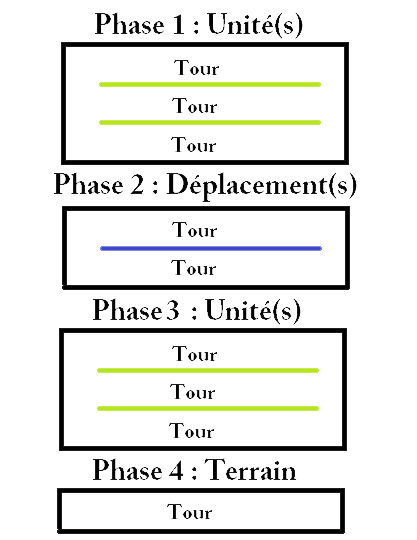 Phase 1 : Unité(s)
Tour
Tour
Tour
Phase 2 : Déplacement(s)
Tour
Tour
Phase 3 : Unité(s)
Tour
Tour
Tour
Phase 4 : Terrain
Tour